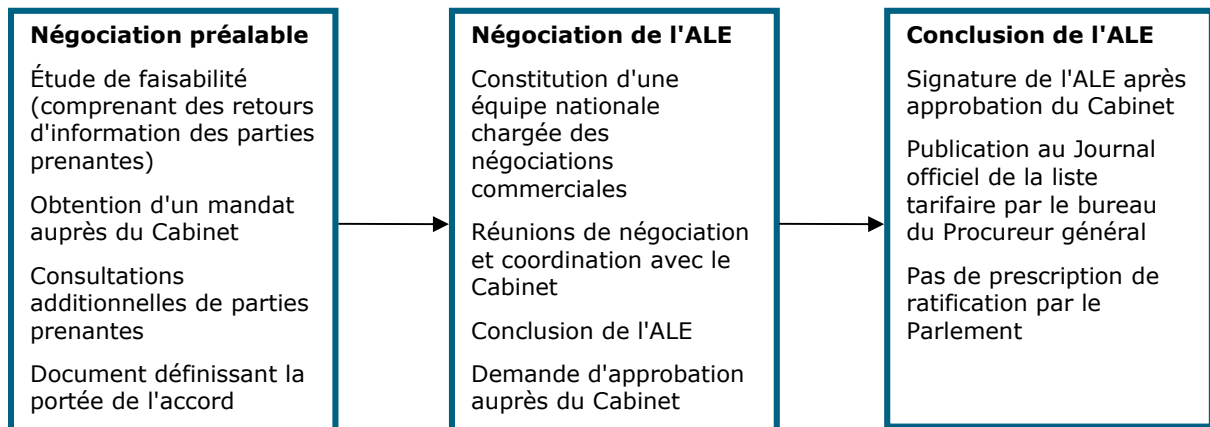 Négociation préalable
Étude de faisabilité
(comprenant des retours
d'information des parties
prenantes)
Obtention d'un mandat
auprès du Cabinet
Consultations
additionnelles de parties
prenantes
Document définissant la
portée de l'accord
Négociation de l'ALE
Constitution d'une
équipe nationale
chargée des
négociations
commerciales
Réunions de négociation
et coordination avec le
Cabinet
Conclusion de l'ALE
Demande d'approbation
auprès du Cabinet
Conclusion de l'ALE
Signature de l'ALE après
approbation du Cabinet
Publication au Journal
officiel de la liste
tarifaire par le bureau
du Procureur général
Pas de prescription de
ratification par le
Parlement